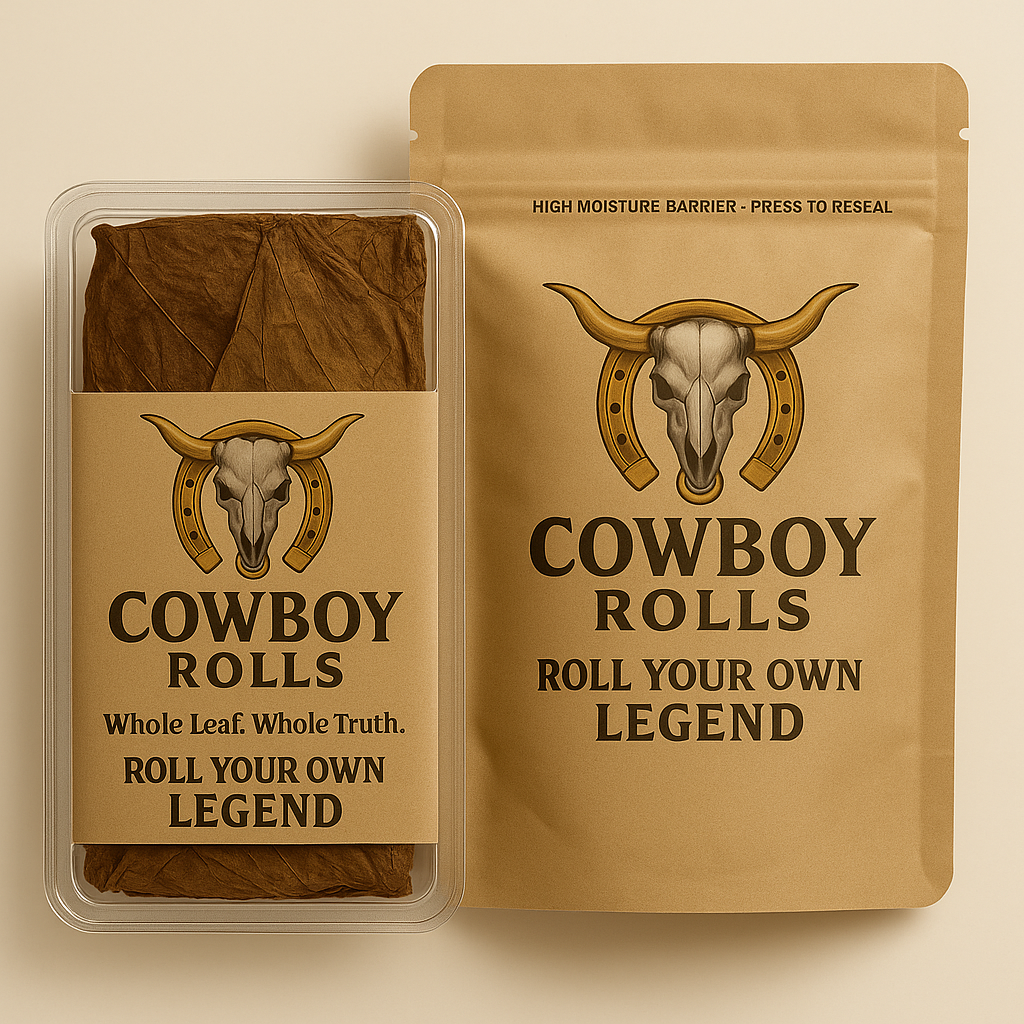 COWBOY
ROLLS
Whole Leaf. Whole Truth.
ROLL YOUR OWN
LEGEND
HIGH MOISTURE BARRIER - PRESS TO RESEAL
COWBOY
ROLLS
ROLL YOUR OWN
LEGEND